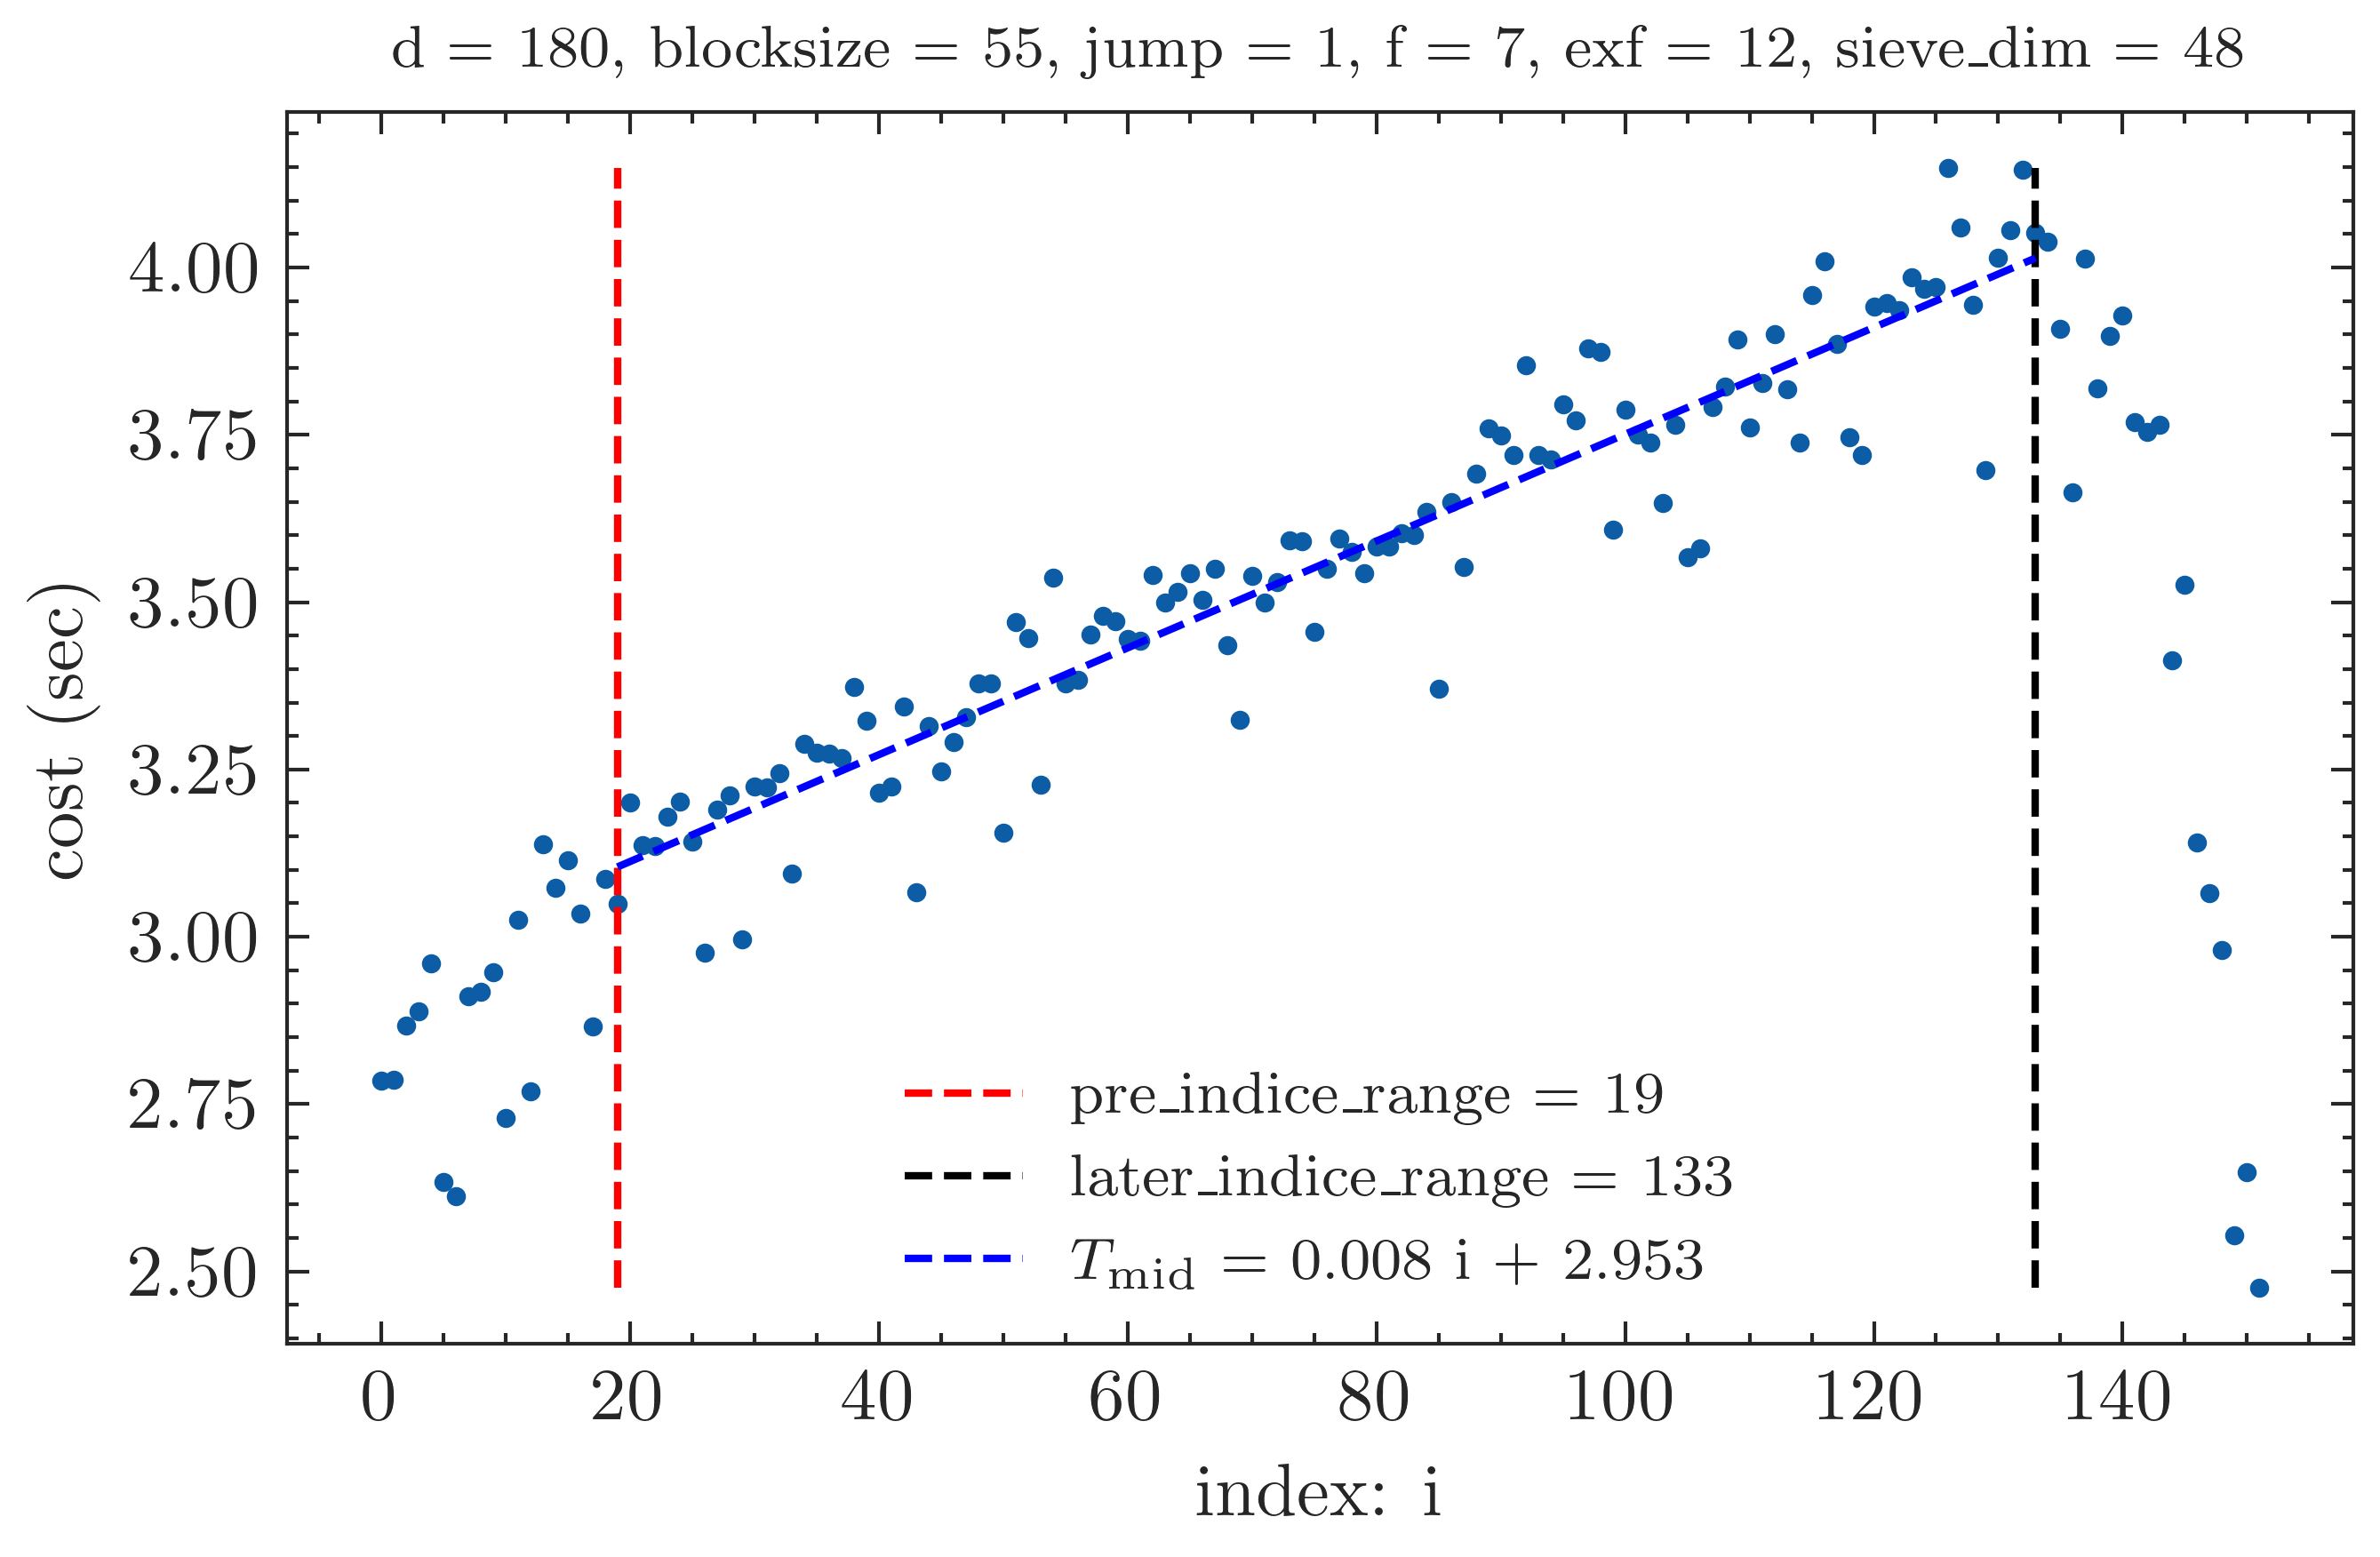 d = 180, blocksize = 55, jump = 1, f = 7, exf = 12, sieve_dim = 48
cost (sec)
4.00
3.75
3.50
3.25
3.00
2.75
2.50
pre_indice_range = 19
later_indice_range = 133
T_mid = 0.008 i + 2.953
0 20 40 60 80 100 120 140
index: i